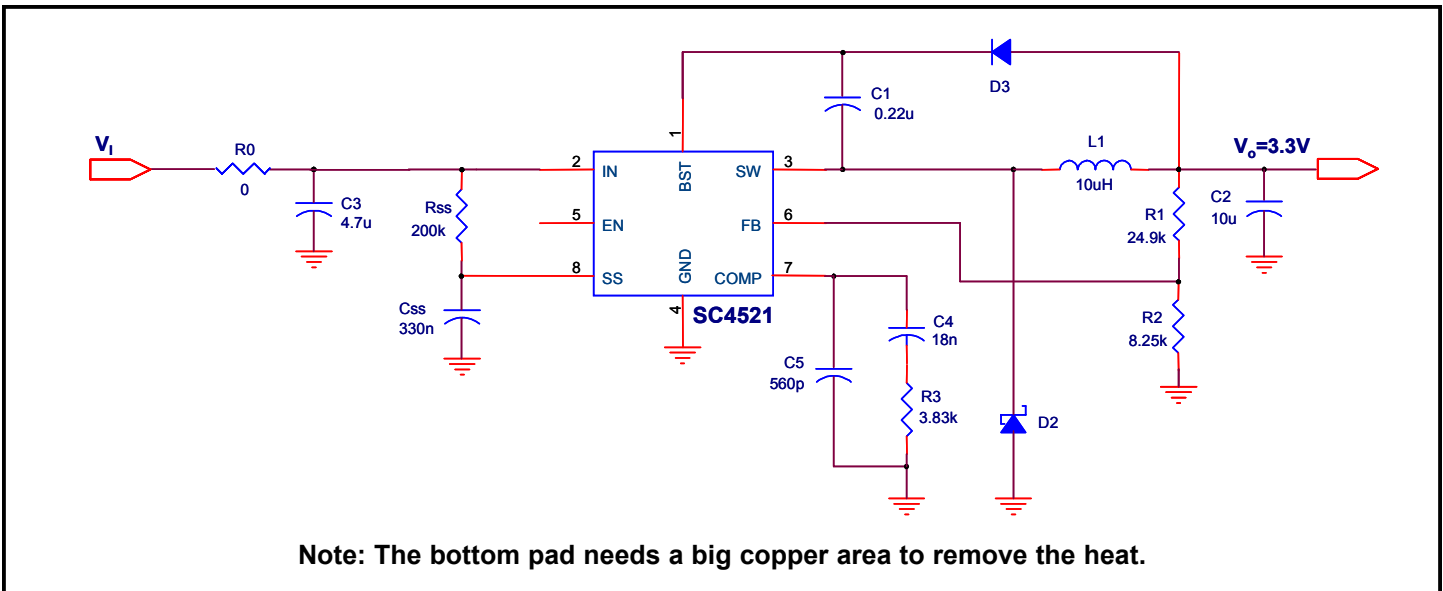 D3
C1
0.22u
1
V_I
R0
0
L1
10uH
V_o=3.3V
2
IN
BST
SW
3
C3
4.7u
Rss
200k
5
EN
FB
6
R1
24.9k
C2
10u
8
SS
GND
COMP
7
Css
330n
4
SC4521
C4
18n
R2
8.25k
C5
560p
R3
3.83k
D2
Note: The bottom pad needs a big copper area to remove the heat.